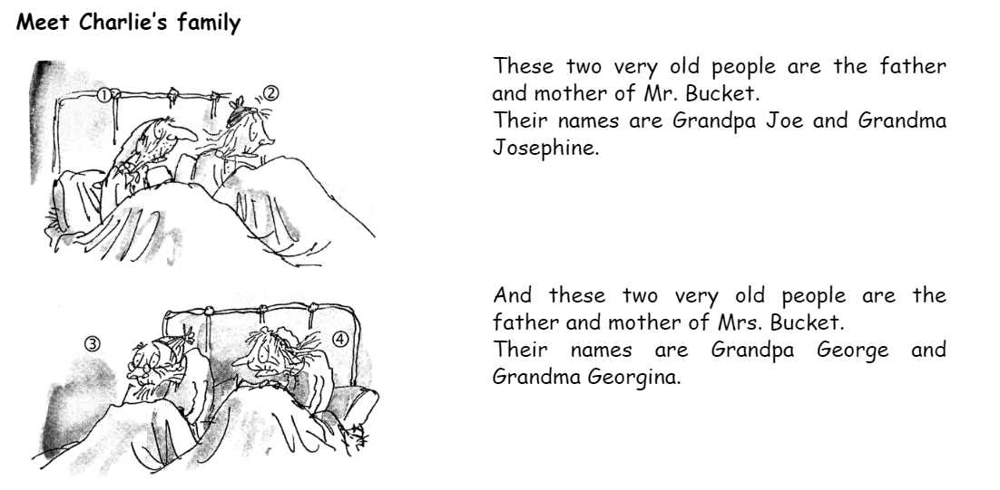 Meet Charlie's family
①
②
These two very old people are the father
and mother of Mr. Bucket.
Their names are Grandpa Joe and Grandma
Josephine.
③
④
And these two very old people are the
father and mother of Mrs. Bucket.
Their names are Grandpa George and
Grandma Georgina.